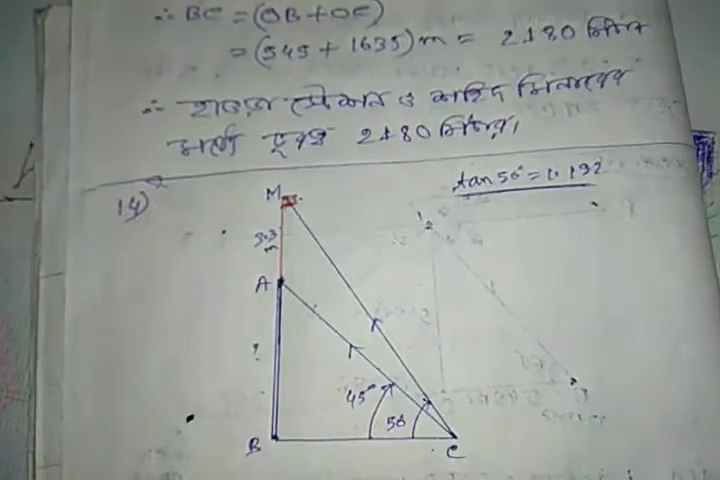 ∴ BC = (OB + OC)
= (545 + 1635) m = 2180 মিটার
∴ হাওড়া স্টেশন ও শহিদ মিনারের
মধ্যে দূরত্ব 2180 মিটার।
14)
tan 50° = 1.192
M
3.3
m
A
?
45°
50
B
C